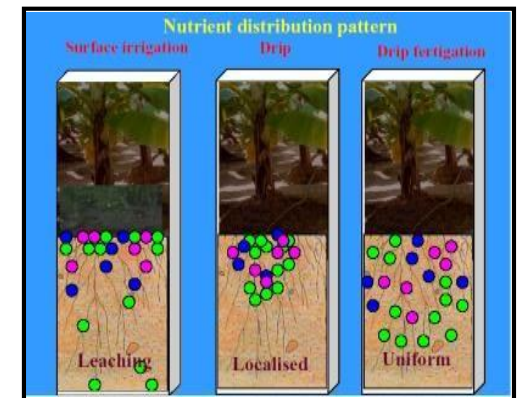 Nutrient distribution pattern
Surface irrigation
Drip
Drip fertigation
Leaching
Localised
Uniform